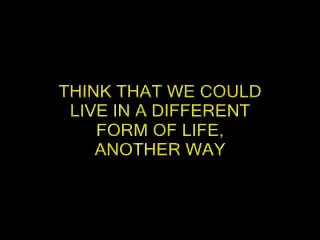 THINK THAT WE COULD
LIVE IN A DIFFERENT
FORM OF LIFE,
ANOTHER WAY